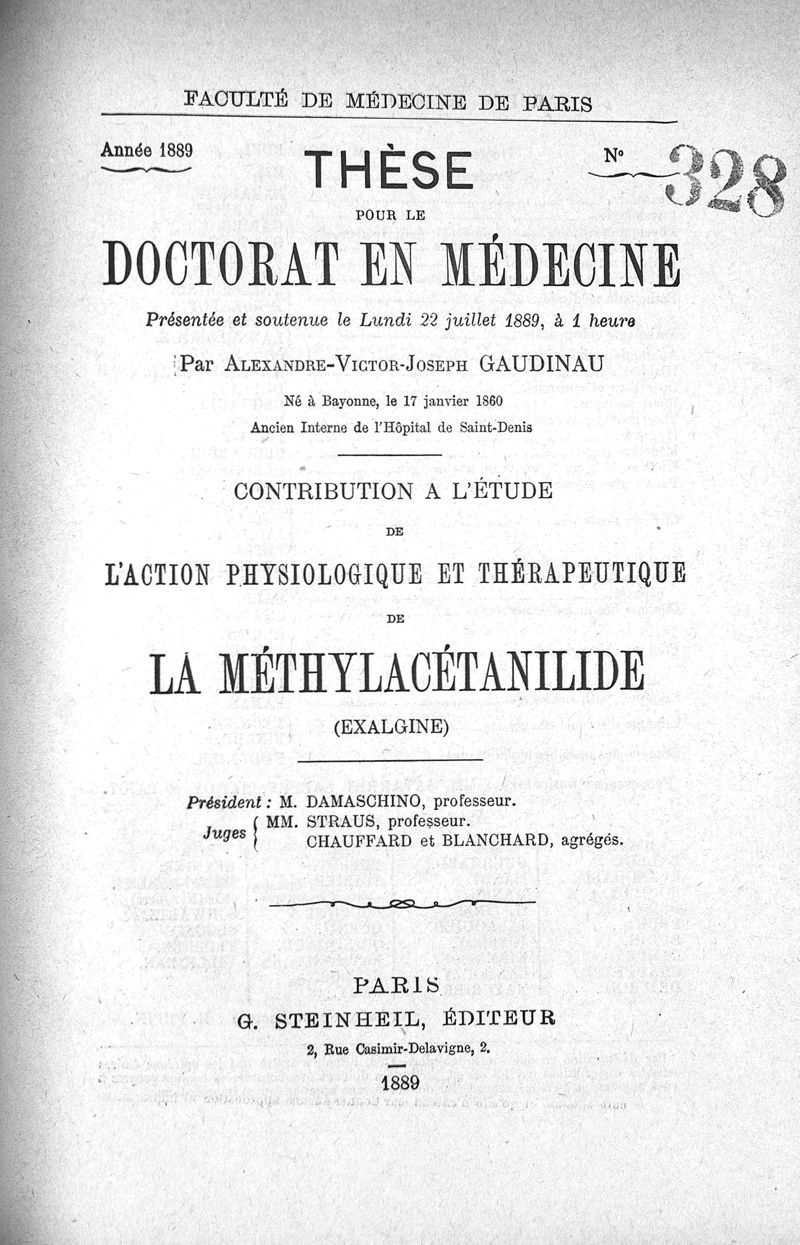 FACULTÉ DE MÉDECINE DE PARIS
Année 1889
THÈSE
N° 328
POUR LE
DOCTORAT EN MÉDECINE
Présentée et soutenue le Lundi 22 juillet 1889, à 1 heure
Par ALEXANDRE-VICTOR-JOSEPH GAUDINAU
Né à Bayonne, le 17 janvier 1860
Ancien Interne de l'Hôpital de Saint-Denis
CONTRIBUTION A L'ÉTUDE
DE
L'ACTION PHYSIOLOGIQUE ET THÉRAPEUTIQUE
DE
LA MÉTHYLACÉTANILIDE
(EXALGINE)
Président : M. DAMASCHINO, professeur.
Juges { MM. STRAUS, professeur.
CHAUFFARD et BLANCHARD, agrégés.
PARIS
G. STEINHEIL, ÉDITEUR
2, Rue Casimir-Delavigne, 2.
1889